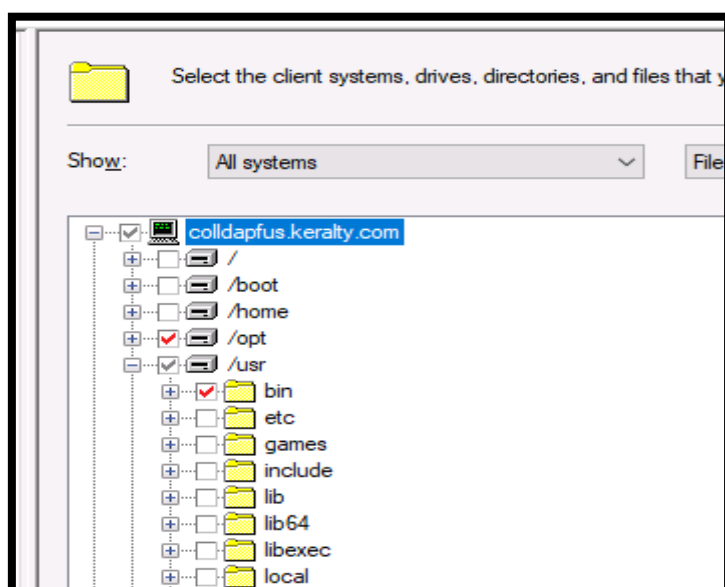 Select the client systems, drives, directories, and files that y
Show: All systems File
colldapfus.keralty.com
/
/boot
/home
/opt
/usr
bin
etc
games
include
lib
lib64
libexec
local